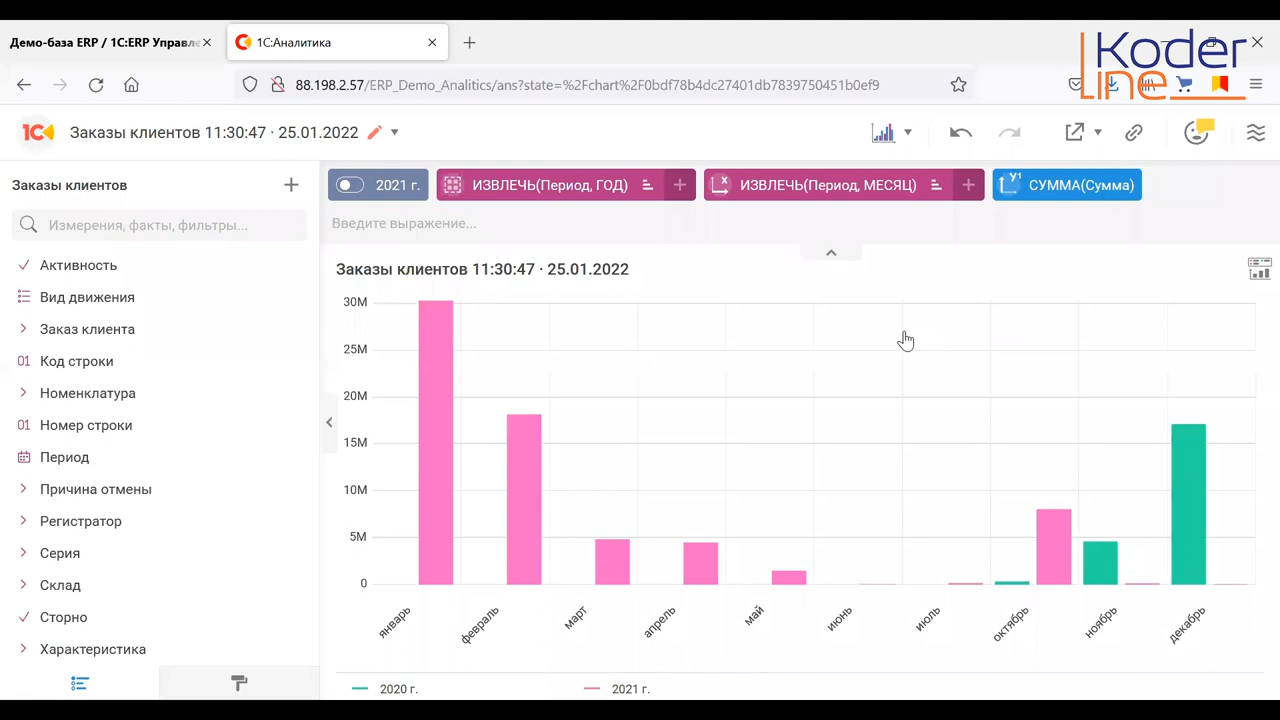 Демо-база ERP / 1С:ERP Управле
1С:Аналитика
Koder
Line
88.198.2.57/ERP_Demo_Analitics/ans?state=%2Fchart%2F0bdf78b4dc27401db7839750451b0ef9
1С
Заказы клиентов 11:30:47 · 25.01.2022
Заказы клиентов
2021 г.
ИЗВЛЕЧЬ(Период, ГОД)
ИЗВЛЕЧЬ(Период, МЕСЯЦ)
СУММА(Сумма)
Измерения, факты, фильтры...
Введите выражение...
Активность
Вид движения
Заказ клиента
01 Код строки
Номенклатура
01 Номер строки
Период
Причина отмены
Регистратор
Серия
Склад
Сторно
Характеристика
Заказы клиентов 11:30:47 · 25.01.2022
30M
25M
20M
15M
10M
5M
0
январь
февраль
март
апрель
май
июнь
июль
октябрь
ноябрь
декабрь
2020 г.
2021 г.